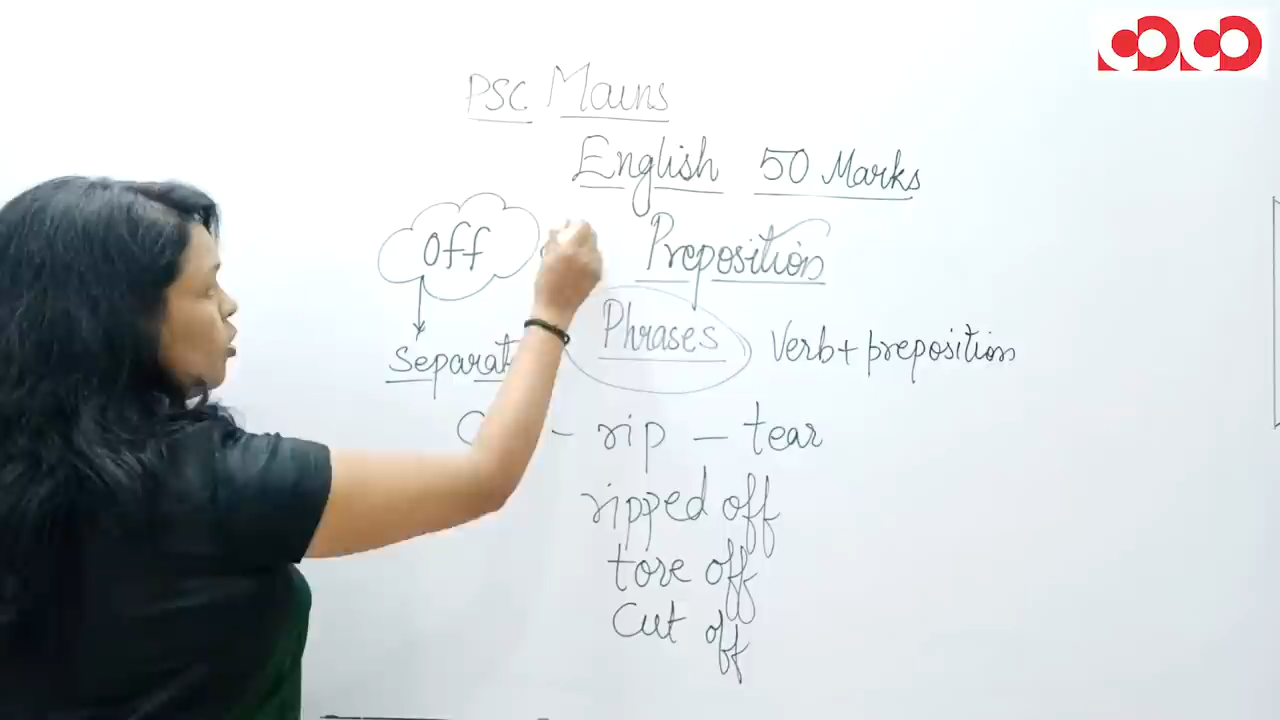 PSC Mains
English 50 Marks
Off
Preposition
Phrases Verb + preposition
- rip - tear
ripped off
tore off
Cut off